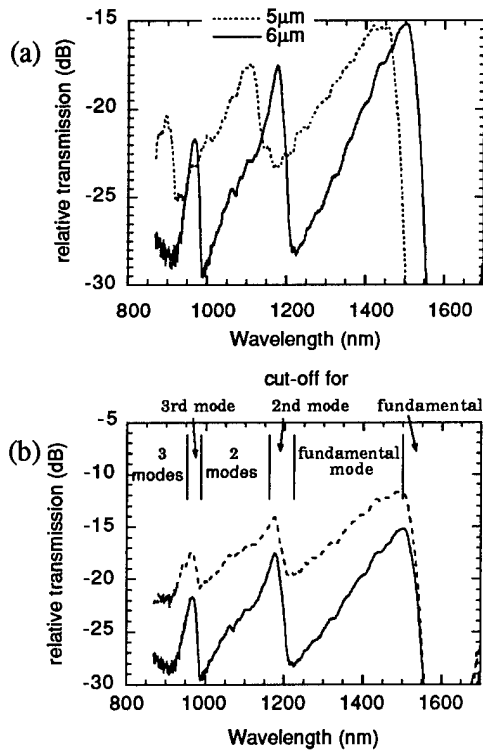 5µm
6µm
(a)
relative transmission (dB)
-15
-20
-25
-30
800 1000 1200 1400 1600
Wavelength (nm)
cut-off for
3rd mode 2nd mode fundamental
(b)
-5
-10
-15
-20
-25
-30
3 modes
2 modes
fundamental mode
relative transmission (dB)
800 1000 1200 1400 1600
Wavelength (nm)